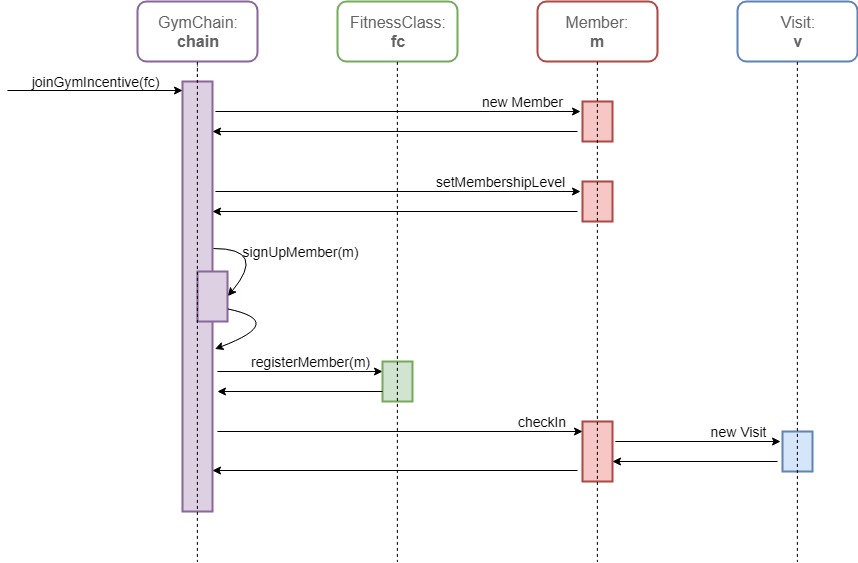 GymChain:
chain
FitnessClass:
fc
Member:
m
Visit:
v
joinGymIncentive(fc)
new Member
setMembershipLevel
signUpMember(m)
registerMember(m)
checkIn
new Visit